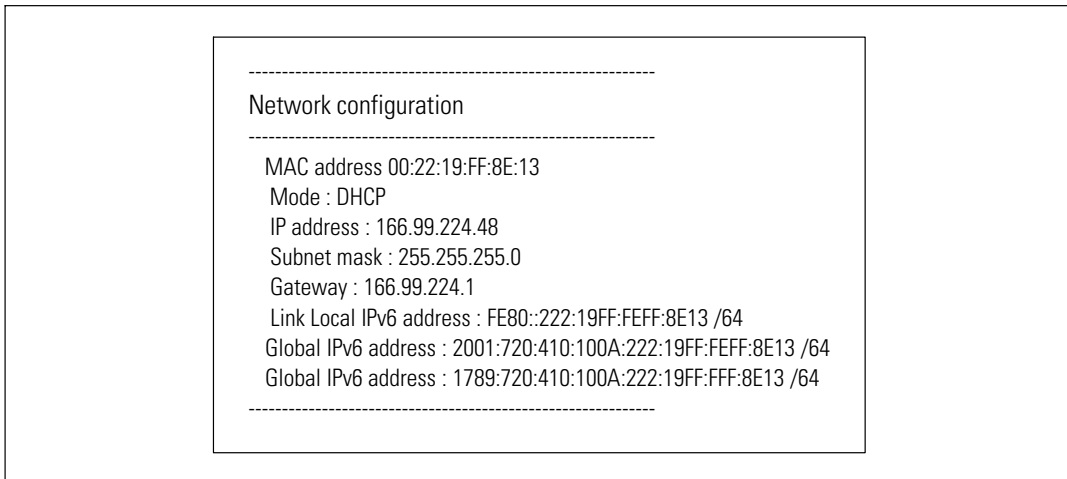 -------------------------------------------------------------
Network configuration
-------------------------------------------------------------
MAC address 00:22:19:FF:8E:13
Mode : DHCP
IP address : 166.99.224.48
Subnet mask : 255.255.255.0
Gateway : 166.99.224.1
Link Local IPv6 address : FE80::222:19FF:FEFF:8E13 /64
Global IPv6 address : 2001:720:410:100A:222:19FF:FEFF:8E13 /64
Global IPv6 address : 1789:720:410:100A:222:19FF:FFF:8E13 /64
-------------------------------------------------------------